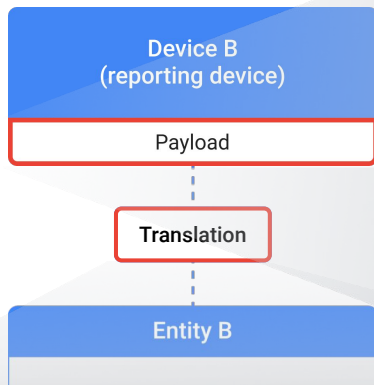 Device B
(reporting device)
Payload
Translation
Entity B